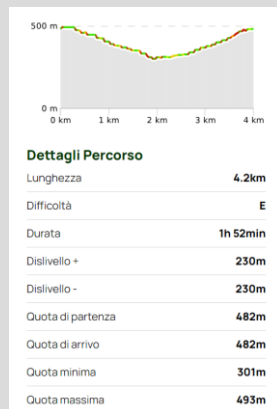 500 m
0 m
0 km 1 km 2 km 3 km 4 km
Dettagli Percorso
Lunghezza 4.2km
Difficoltà E
Durata 1h 52min
Dislivello + 230m
Dislivello - 230m
Quota di partenza 482m
Quota di arrivo 482m
Quota minima 301m
Quota massima 493m